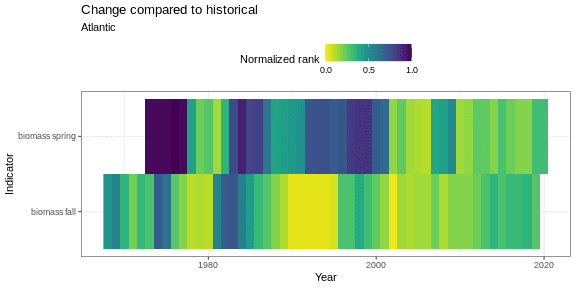 Change compared to historical
Atlantic
Normalized rank
0.0 0.5 1.0
Indicator
biomass spring
biomass fall
1980 2000 2020
Year